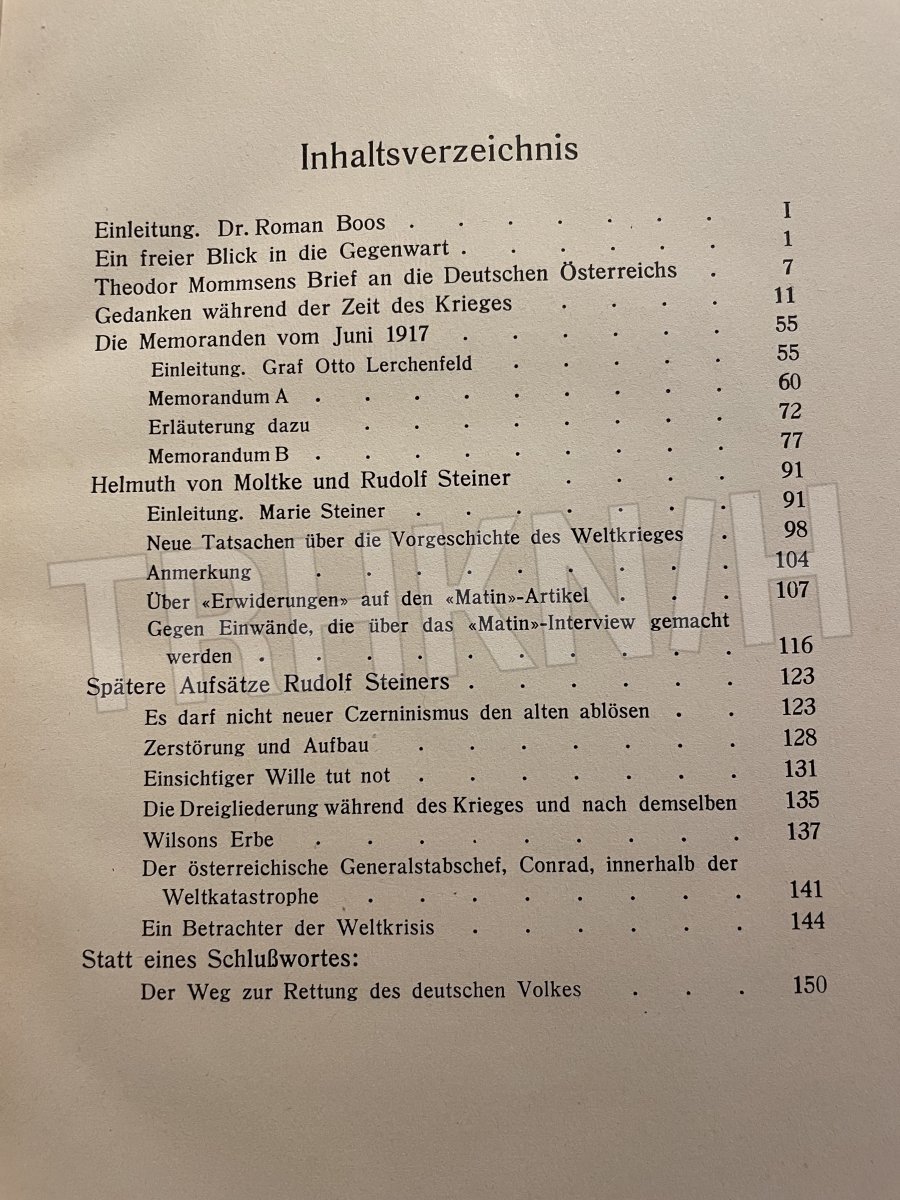 Inhaltsverzeichnis
Einleitung. Dr. Roman Boos . . . . . . . I
Ein freier Blick in die Gegenwart . . . . . . 1
Theodor Mommsens Brief an die Deutschen Österreichs . 7
Gedanken während der Zeit des Krieges . . . . 11
Die Memoranden vom Juni 1917 . . . . . . 55
Einleitung. Graf Otto Lerchenfeld . . . . . 55
Memorandum A . . . . . . . . . 60
Erläuterung dazu . . . . . . . . 72
Memorandum B . . . . . . . . . 77
Helmuth von Moltke und Rudolf Steiner . . . . 91
Einleitung. Marie Steiner . . . . . . . 91
Neue Tatsachen über die Vorgeschichte des Weltkrieges . 98
Anmerkung . . . . . . . . . 104
Über «Erwiderungen» auf den «Matin»-Artikel . . . 107
Gegen Einwände, die über das «Matin»-Interview gemacht
werden . . . . . . . . . . 116
Spätere Aufsätze Rudolf Steiners . . . . . . 123
Es darf nicht neuer Czerninismus den alten ablösen . . 123
Zerstörung und Aufbau . . . . . . . 128
Einsichtiger Wille tut not . . . . . . . 131
Die Dreigliederung während des Krieges und nach demselben 135
Wilsons Erbe . . . . . . . . . 137
Der österreichische Generalstabschef, Conrad, innerhalb der
Weltkatastrophe . . . . . . . . 141
Ein Betrachter der Weltkrisis . . . . . . 144
Statt eines Schlußwortes:
Der Weg zur Rettung des deutschen Volkes . . . 150
TRHKN/H